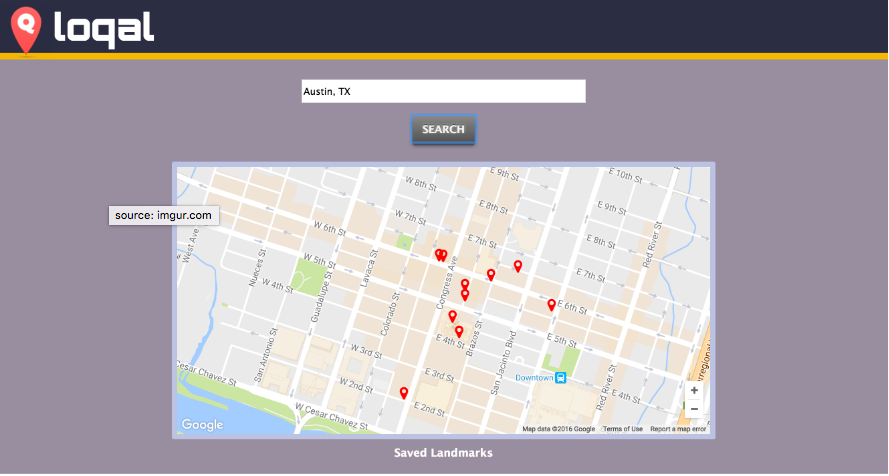 loqal
Austin, TX
SEARCH
source: imgur.com
E 10th St
E 9th St
W 8th St
E 9th St
W 7th St
E 8th St
W 6th St
E 7th St
E 8th St
West Ave
Nueces St
W 5th St
Lavaca St
Congress Ave
Red River St
W 4th St
Guadalupe St
Colorado St
E 7th St
E 6th St
Brazos St
E 4th St
E 5th St
San Antonio St
W 3rd St
San Jacinto Blvd
W 2nd St
E 3rd St
Downtown
Red River St
E 4th St
W Cesar Chavez St
W Cesar Chavez St
E 2nd St
+
−
Google
Map data ©2016 Google
Terms of Use
Report a map error
Saved Landmarks